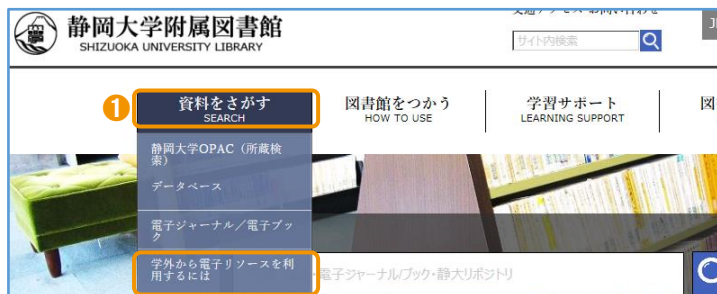 静岡大学附属図書館
SHIZUOKA UNIVERSITY LIBRARY
サイト内検索
1
資料をさがす
SEARCH
図書館をつかう
HOW TO USE
学習サポート
LEARNING SUPPORT
図
静岡大学OPAC（所蔵検
索）
データベース
電子ジャーナル／電子ブッ
ク
学外から電子リソースを利
用するには
・電子ジャーナル/ブック・静大リポジトリ